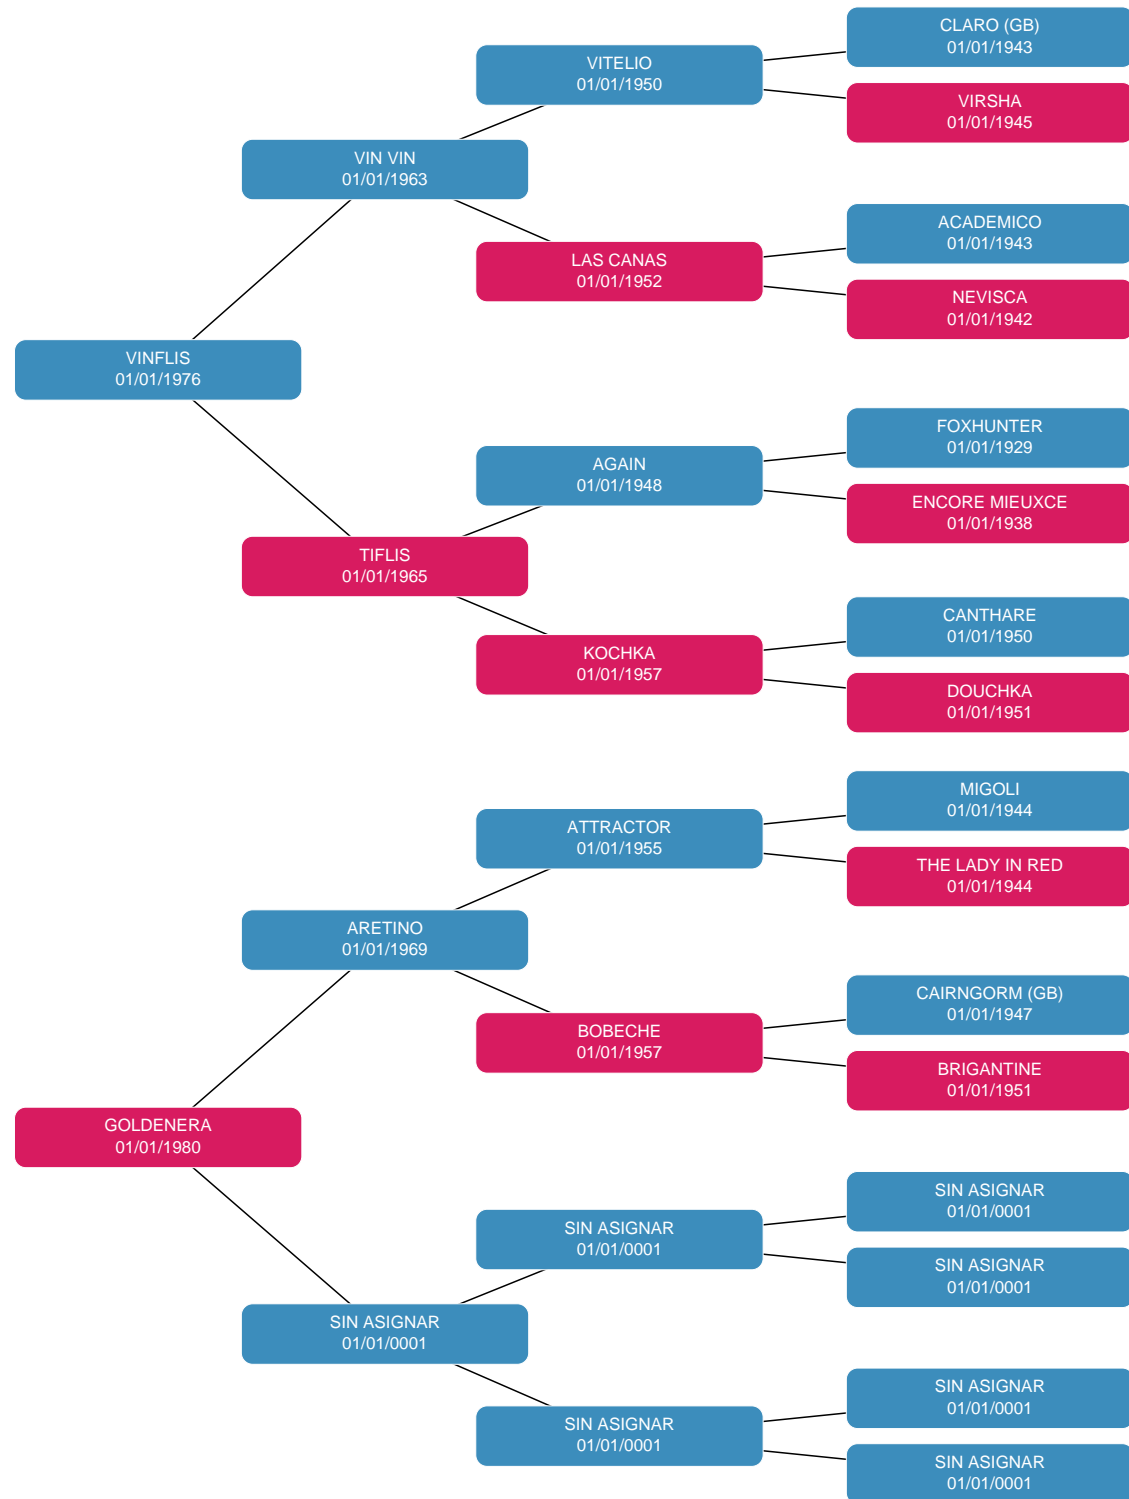 CLARO (GB)
01/01/1943
VITELIO
01/01/1950
VIRSHA
01/01/1945
VIN VIN
01/01/1963
ACADEMICO
01/01/1943
LAS CANAS
01/01/1952
NEVISCA
01/01/1942
VINFLIS
01/01/1976
FOXHUNTER
01/01/1929
AGAIN
01/01/1948
ENCORE MIEUXCE
01/01/1938
TIFLIS
01/01/1965
CANTHARE
01/01/1950
KOCHKA
01/01/1957
DOUCHKA
01/01/1951
MIGOLI
01/01/1944
ATTRACTOR
01/01/1955
THE LADY IN RED
01/01/1944
ARETINO
01/01/1969
CAIRNGORM (GB)
01/01/1947
BOBECHE
01/01/1957
BRIGANTINE
01/01/1951
GOLDENERA
01/01/1980
SIN ASIGNAR
01/01/0001
SIN ASIGNAR
01/01/0001
SIN ASIGNAR
01/01/0001
SIN ASIGNAR
01/01/0001
SIN ASIGNAR
01/01/0001
SIN ASIGNAR
01/01/0001
SIN ASIGNAR
01/01/0001